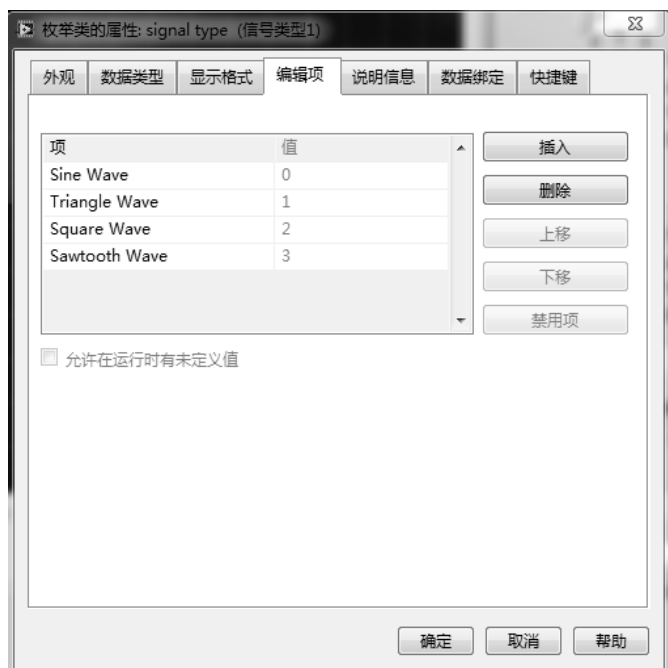 枚举类的属性: signal type (信号类型1)
外观 数据类型 显示格式 编辑项 说明信息 数据绑定 快捷键
项 值 插入
Sine Wave 0
删除
Triangle Wave 1
Square Wave 2 上移
Sawtooth Wave 3
下移
禁用项
允许在运行时有未定义值
确定 取消 帮助